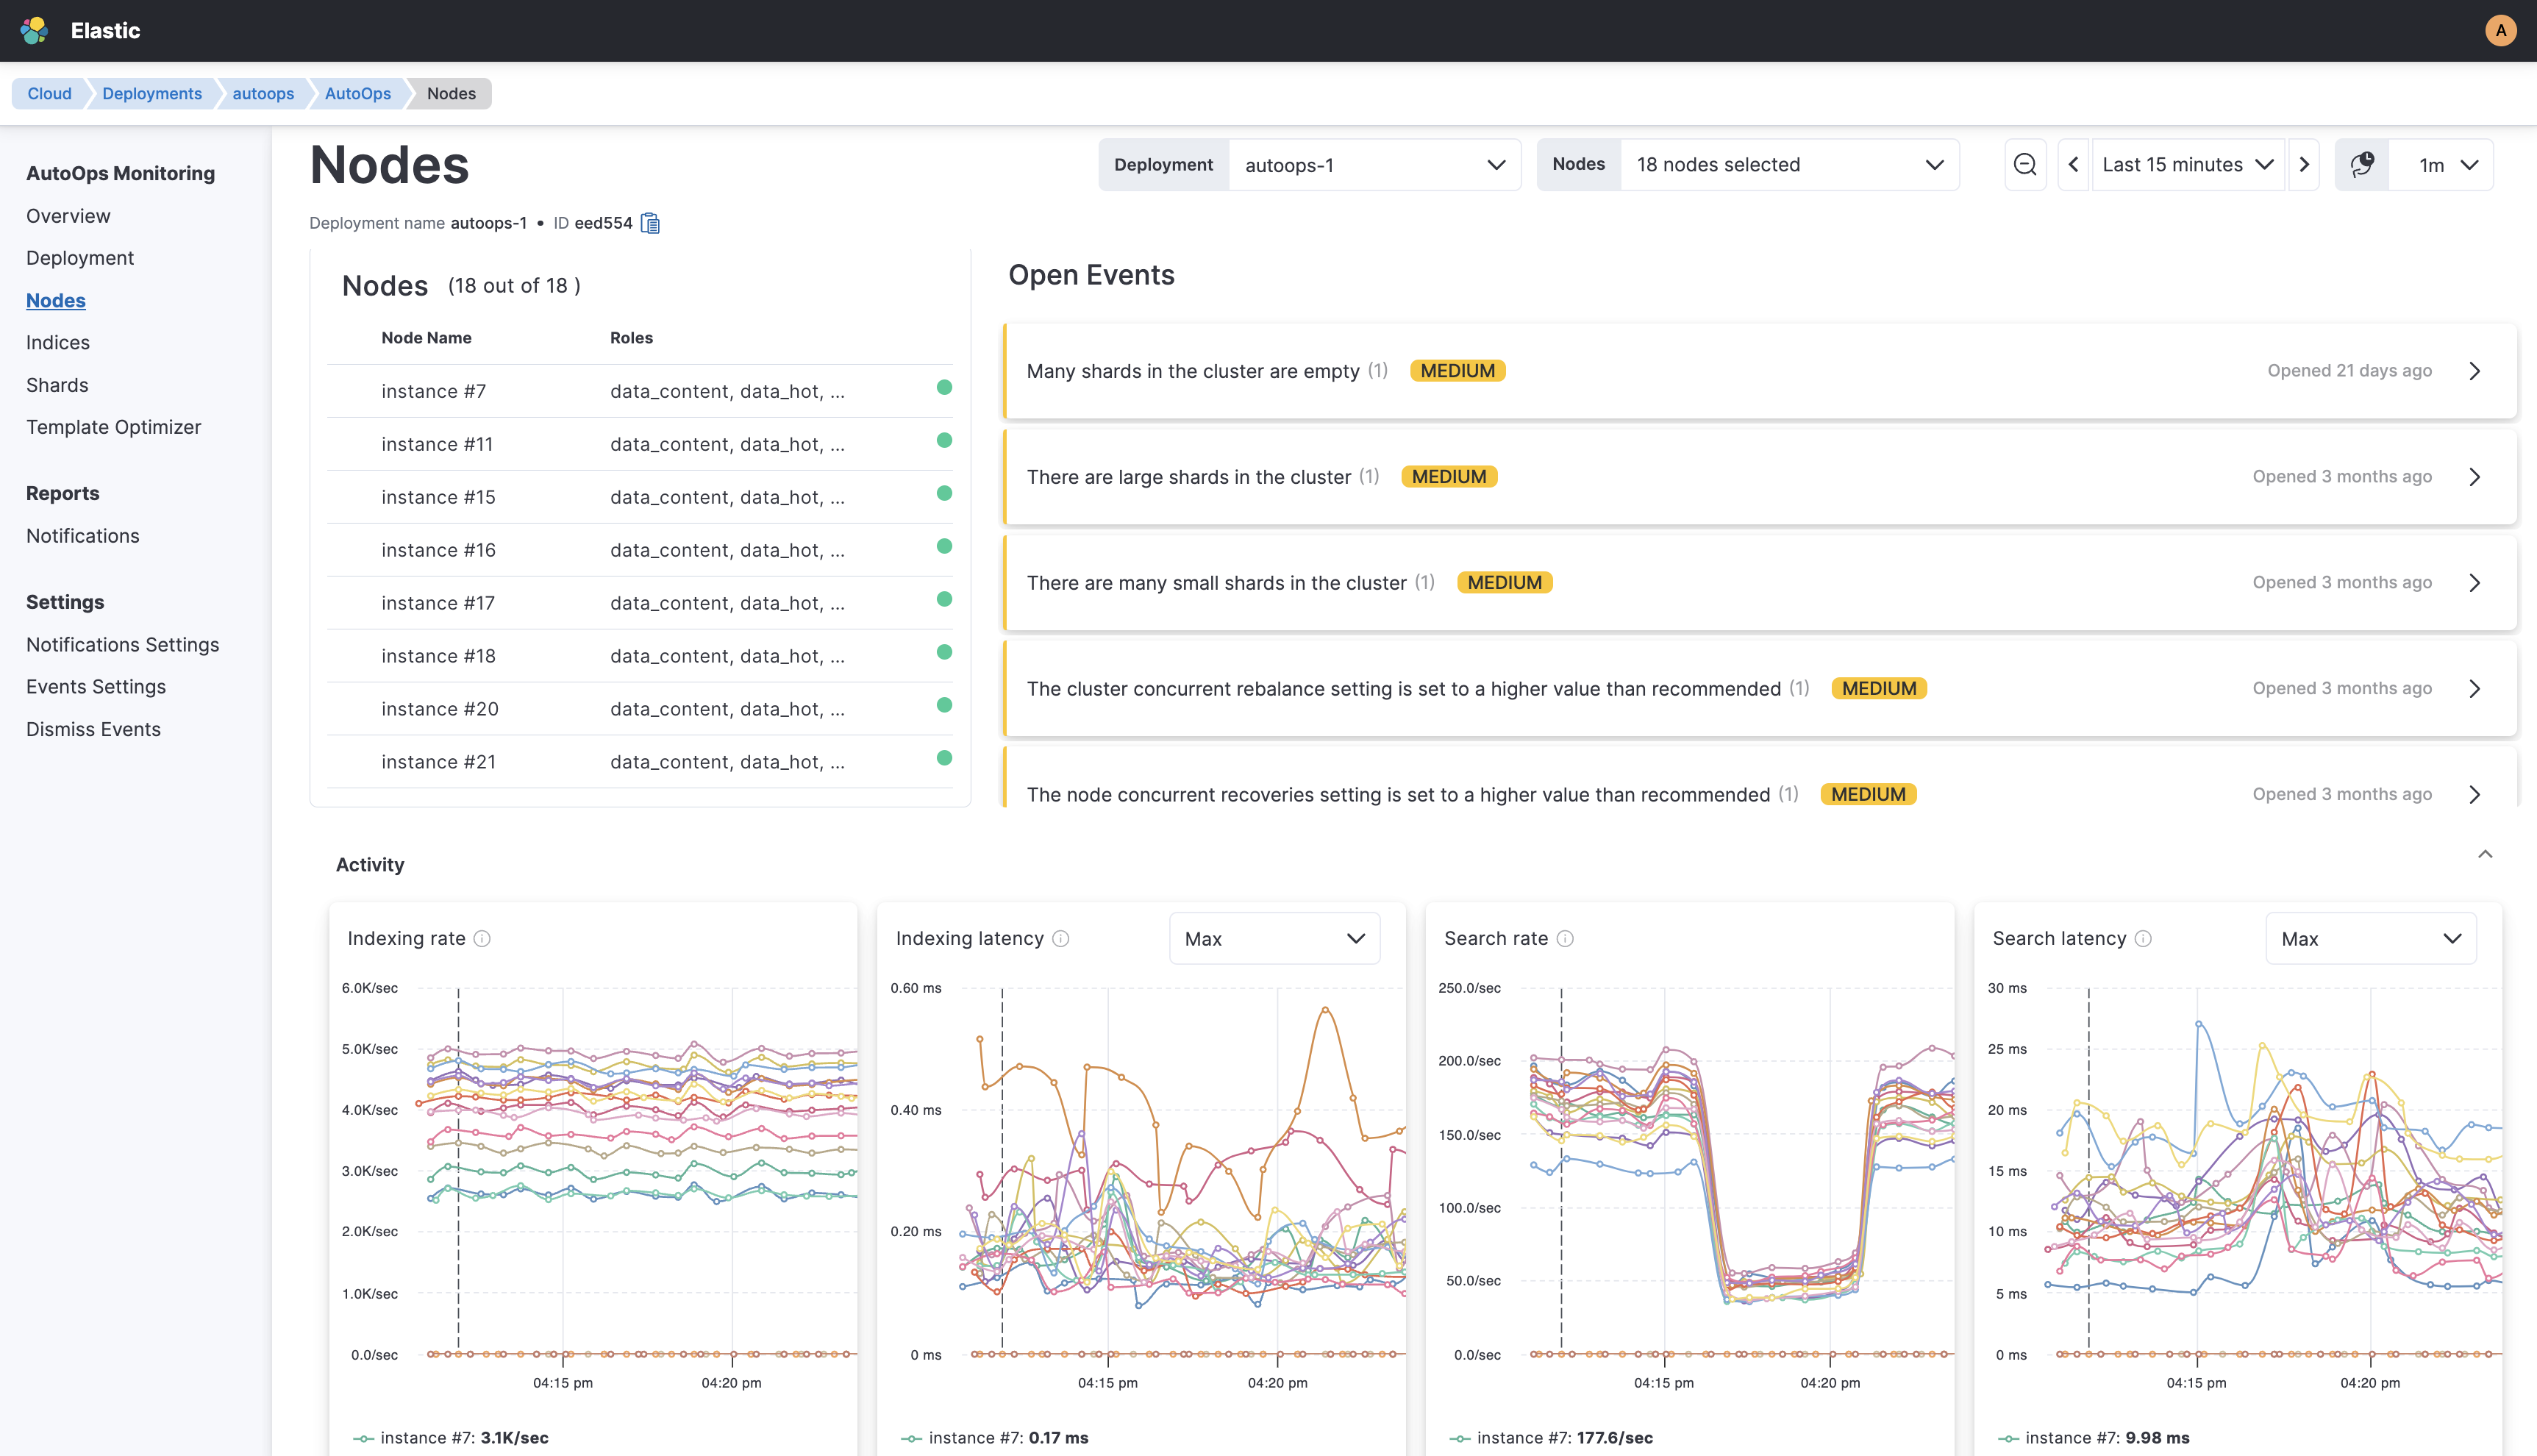 Elastic
A
Cloud
Deployments
autoops
AutoOps
Nodes
AutoOps Monitoring
Overview
Deployment
Nodes
Indices
Shards
Template Optimizer
Reports
Notifications
Settings
Notifications Settings
Events Settings
Dismiss Events
Nodes
Deployment autoops-1
Nodes 18 nodes selected
Last 15 minutes
1m
Deployment name autoops-1 • ID eed554
Nodes (18 out of 18 )
Node Name Roles
instance #7 data_content, data_hot, ...
instance #11 data_content, data_hot, ...
instance #15 data_content, data_hot, ...
instance #16 data_content, data_hot, ...
instance #17 data_content, data_hot, ...
instance #18 data_content, data_hot, ...
instance #20 data_content, data_hot, ...
instance #21 data_content, data_hot, ...
Open Events
Many shards in the cluster are empty (1) MEDIUM Opened 21 days ago
There are large shards in the cluster (1) MEDIUM Opened 3 months ago
There are many small shards in the cluster (1) MEDIUM Opened 3 months ago
The cluster concurrent rebalance setting is set to a higher value than recommended (1) MEDIUM Opened 3 months ago
The node concurrent recoveries setting is set to a higher value than recommended (1) MEDIUM Opened 3 months ago
Activity
Indexing rate
6.0K/sec
5.0K/sec
4.0K/sec
3.0K/sec
2.0K/sec
1.0K/sec
0.0/sec
04:15 pm 04:20 pm
instance #7: 3.1K/sec
Indexing latency Max
0.60 ms
0.40 ms
0.20 ms
0 ms
04:15 pm 04:20 pm
instance #7: 0.17 ms
Search rate
250.0/sec
200.0/sec
150.0/sec
100.0/sec
50.0/sec
0.0/sec
04:15 pm 04:20 pm
instance #7: 177.6/sec
Search latency Max
30 ms
25 ms
20 ms
15 ms
10 ms
5 ms
0 ms
04:15 pm 04:20 pm
instance #7: 9.98 ms